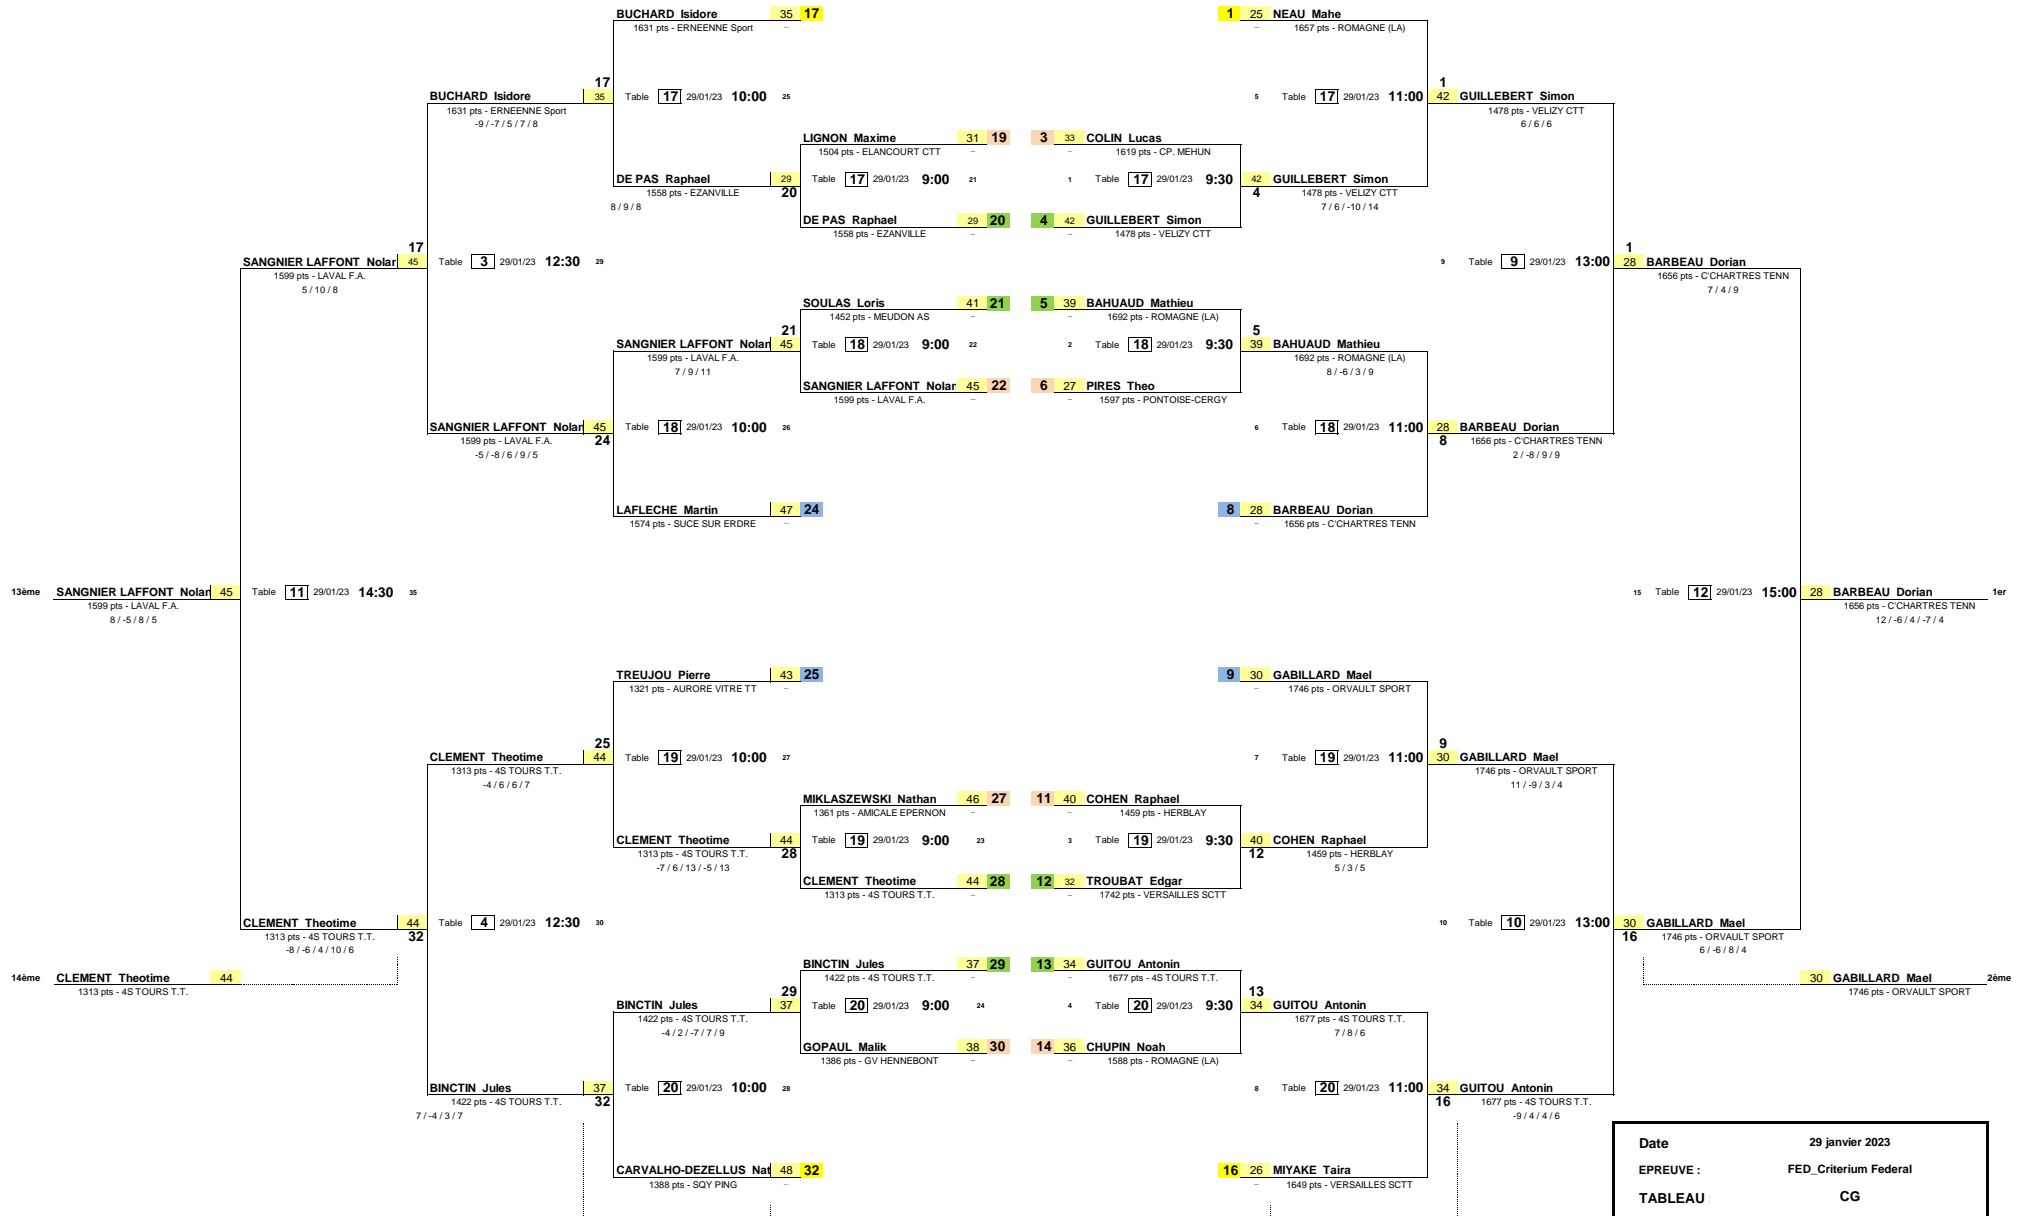 BUCHARD Isidore 35 17 1 25 NEAU Mahe
1631 pts - ERNEENNE Sport – – 1657 pts - ROMAGNE (LA)
17 1
BUCHARD Isidore 35 Table 17 29/01/23 10:00 25 5 Table 17 29/01/23 11:00 42 GUILLEBERT Simon
1631 pts - ERNEENNE Sport 1478 pts - VELIZY CTT
-9 / -7 / 5 / 7 / 8 6 / 6 / 6
LIGNON Maxime 31 19 3 33 COLIN Lucas
1504 pts - ELANCOURT CTT – – 1619 pts - CP. MEHUN
DE PAS Raphael 29 Table 17 29/01/23 9:00 21 1 Table 17 29/01/23 9:30 42 GUILLEBERT Simon
1558 pts - EZANVILLE 20 4 1478 pts - VELIZY CTT
8 / 9 / 8 7 / 6 / -10 / 14
DE PAS Raphael 29 20 4 42 GUILLEBERT Simon
1558 pts - EZANVILLE – – 1478 pts - VELIZY CTT
17 1
SANGNIER LAFFONT Nolan 45 Table 3 29/01/23 12:30 29 9 Table 9 29/01/23 13:00 28 BARBEAU Dorian
1599 pts - LAVAL F.A. 1656 pts - C'CHARTRES TENN
5 / 10 / 8 7 / 4 / 9
SOULAS Loris 41 21 5 39 BAHUAUD Mathieu
1452 pts - MEUDON AS – – 1692 pts - ROMAGNE (LA)
21 5
SANGNIER LAFFONT Nolan 45 Table 18 29/01/23 9:00 22 2 Table 18 29/01/23 9:30 39 BAHUAUD Mathieu
1599 pts - LAVAL F.A. 1692 pts - ROMAGNE (LA)
7 / 9 / 11 8 / -6 / 3 / 9
SANGNIER LAFFONT Nolan 45 22 6 27 PIRES Theo
1599 pts - LAVAL F.A. – – 1597 pts - PONTOISE-CERGY
SANGNIER LAFFONT Nolan 45 Table 18 29/01/23 10:00 26 6 Table 18 29/01/23 11:00 28 BARBEAU Dorian
1599 pts - LAVAL F.A. 24 8 1656 pts - C'CHARTRES TENN
-5 / -8 / 6 / 9 / 5 2 / -8 / 9 / 9
LAFLECHE Martin 47 24 8 28 BARBEAU Dorian
1574 pts - SUCE SUR ERDRE – – 1656 pts - C'CHARTRES TENN
13ème SANGNIER LAFFONT Nolan 45 Table 11 29/01/23 14:30 35 15 Table 12 29/01/23 15:00 28 BARBEAU Dorian 1er
1599 pts - LAVAL F.A. 1656 pts - C'CHARTRES TENN
8 / -5 / 8 / 5 12 / -6 / 4 / -7 / 4
TREUJOU Pierre 43 25 9 30 GABILLARD Mael
1321 pts - AURORE VITRE TT – – 1746 pts - ORVAULT SPORT
25 9
CLEMENT Theotime 44 Table 19 29/01/23 10:00 27 7 Table 19 29/01/23 11:00 30 GABILLARD Mael
1313 pts - 4S TOURS T.T. 1746 pts - ORVAULT SPORT
-4 / 6 / 6 / 7 11 / -9 / 3 / 4
MIKLASZEWSKI Nathan 46 27 11 40 COHEN Raphael
1361 pts - AMICALE EPERNON – – 1459 pts - HERBLAY
CLEMENT Theotime 44 Table 19 29/01/23 9:00 23 3 Table 19 29/01/23 9:30 40 COHEN Raphael
1313 pts - 4S TOURS T.T. 28 12 1459 pts - HERBLAY
-7 / 6 / 13 / -5 / 13 5 / 3 / 5
CLEMENT Theotime 44 28 12 32 TROUBAT Edgar
1313 pts - 4S TOURS T.T. – – 1742 pts - VERSAILLES SCTT
CLEMENT Theotime 44 Table 4 29/01/23 12:30 30 10 Table 10 29/01/23 13:00 30 GABILLARD Mael
1313 pts - 4S TOURS T.T. 32 16 1746 pts - ORVAULT SPORT
-8 / -6 / 4 / 10 / 6 6 / -6 / 8 / 4
BINCTIN Jules 37 29 13 34 GUITOU Antonin
14ème CLEMENT Theotime 44 1422 pts - 4S TOURS T.T. – – 1677 pts - 4S TOURS T.T. 30 GABILLARD Mael 2ème
1313 pts - 4S TOURS T.T. 29 13 1746 pts - ORVAULT SPORT
BINCTIN Jules 37 Table 20 29/01/23 9:00 24 4 Table 20 29/01/23 9:30 34 GUITOU Antonin
1422 pts - 4S TOURS T.T. 1677 pts - 4S TOURS T.T.
-4 / 2 / -7 / 7 / 9 7 / 8 / 6
GOPAUL Malik 38 30 14 36 CHUPIN Noah
1386 pts - GV HENNEBONT – – 1588 pts - ROMAGNE (LA)
BINCTIN Jules 37 Table 20 29/01/23 10:00 28 8 Table 20 29/01/23 11:00 34 GUITOU Antonin
1422 pts - 4S TOURS T.T. 32 16 1677 pts - 4S TOURS T.T.
7 / -4 / 3 / 7 -9 / 4 / 4 / 6
Date 29 janvier 2023
CARVALHO-DEZELLUS Nat 48 32 16 26 MIYAKE Taira EPREUVE : FED_Criterium Federal
1388 pts - SQY PING – – 1649 pts - VERSAILLES SCTT
TABLEAU : CG